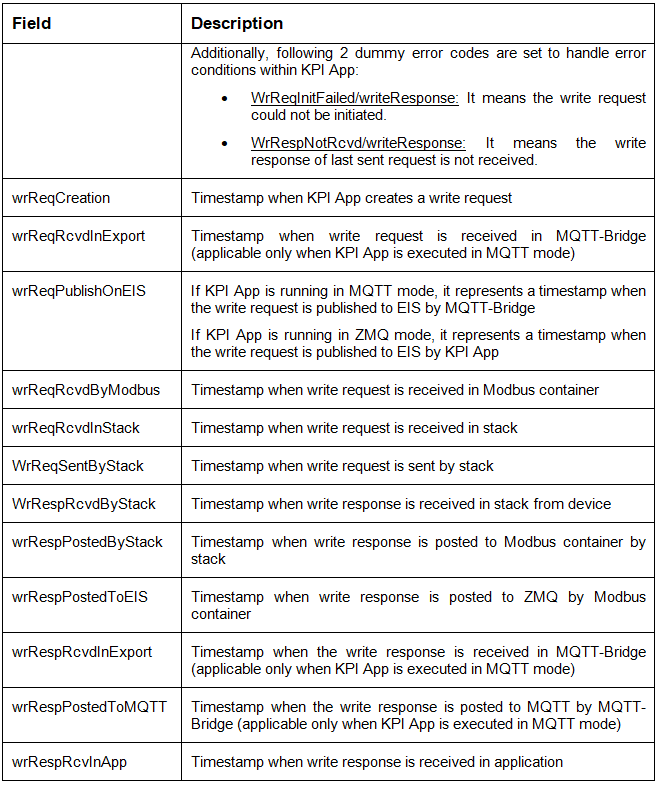 Field Description
Additionally, following 2 dummy error codes are set to handle error
conditions within KPI App:
• WrReqInitFailed/writeResponse: It means the write request
could not be initiated.
• WrRespNotRcvd/writeResponse: It means the write
response of last sent request is not received.
wrReqCreation Timestamp when KPI App creates a write request
wrReqRcvdInExport Timestamp when write request is received in MQTT-Bridge
(applicable only when KPI App is executed in MQTT mode)
wrReqPublishOnEIS If KPI App is running in MQTT mode, it represents a timestamp when
the write request is published to EIS by MQTT-Bridge
If KPI App is running in ZMQ mode, it represents a timestamp when
the write request is published to EIS by KPI App
wrReqRcvdByModbus Timestamp when write request is received in Modbus container
wrReqRcvdInStack Timestamp when write request is received in stack
WrReqSentByStack Timestamp when write request is sent by stack
WrRespRcvdByStack Timestamp when write response is received in stack from device
wrRespPostedByStack Timestamp when write response is posted to Modbus container by
stack
wrRespPostedToEIS Timestamp when write response is posted to ZMQ by Modbus
container
wrRespRcvdInExport Timestamp when the write response is received in MQTT-Bridge
(applicable only when KPI App is executed in MQTT mode)
wrRespPostedToMQTT Timestamp when the write response is posted to MQTT by MQTT-
Bridge (applicable only when KPI App is executed in MQTT mode)
wrRespRcvInApp Timestamp when write response is received in application